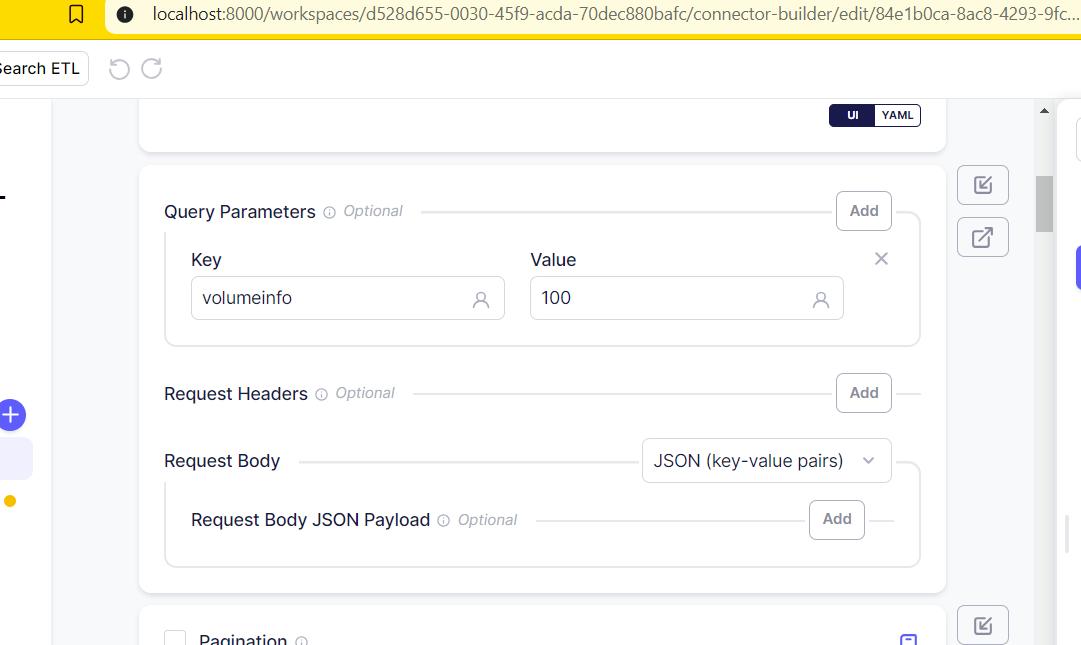 localhost:8000/workspaces/d528d655-0030-45f9-acda-70dec880bafc/connector-builder/edit/84e1b0ca-8ac8-4293-9fc...
Search ETL
UI YAML
Query Parameters Optional Add
Key Value
volumeinfo 100
Request Headers Optional Add
Request Body JSON (key-value pairs)
Request Body JSON Payload Optional Add
Pagination